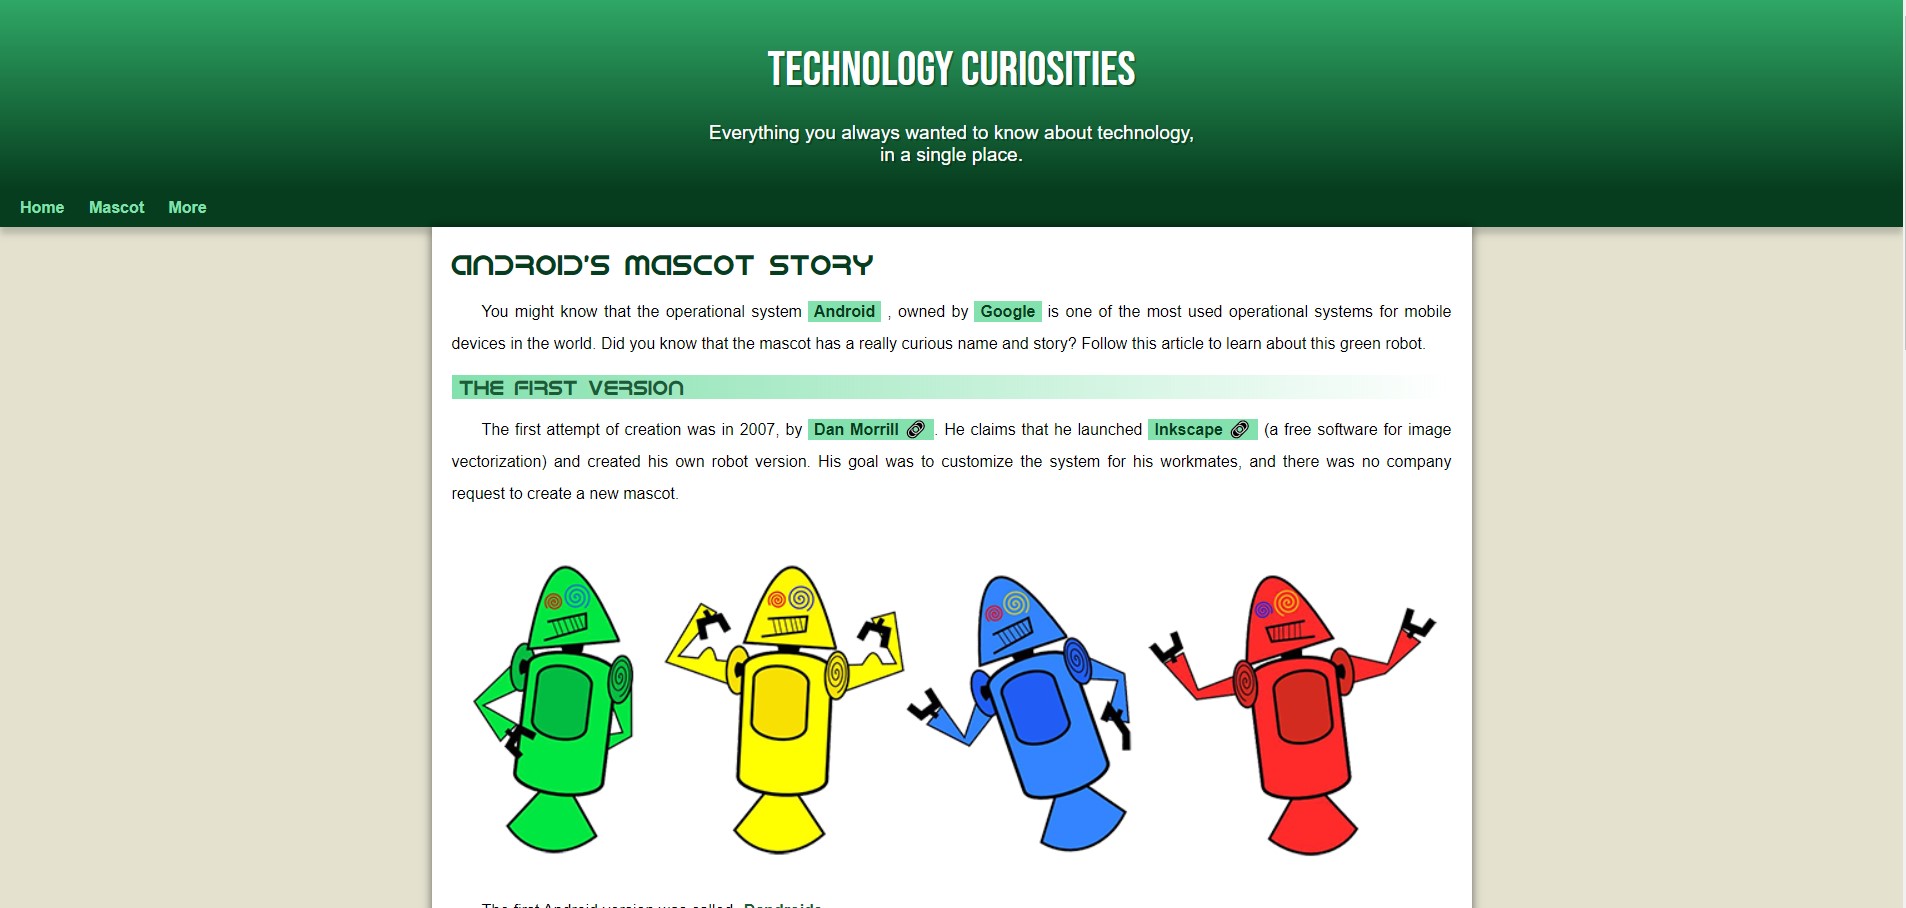 TECHNOLOGY CURIOSITIES
Everything you always wanted to know about technology,
in a single place.
Home Mascot More
ANDROID'S MASCOT STORY
You might know that the operational system Android , owned by Google is one of the most used operational systems for mobile
devices in the world. Did you know that the mascot has a really curious name and story? Follow this article to learn about this green robot.
THE FIRST VERSION
The first attempt of creation was in 2007, by Dan Morrill . He claims that he launched Inkscape (a free software for image
vectorization) and created his own robot version. His goal was to customize the system for his workmates, and there was no company
request to create a new mascot.
The first Android version was called Dandroids